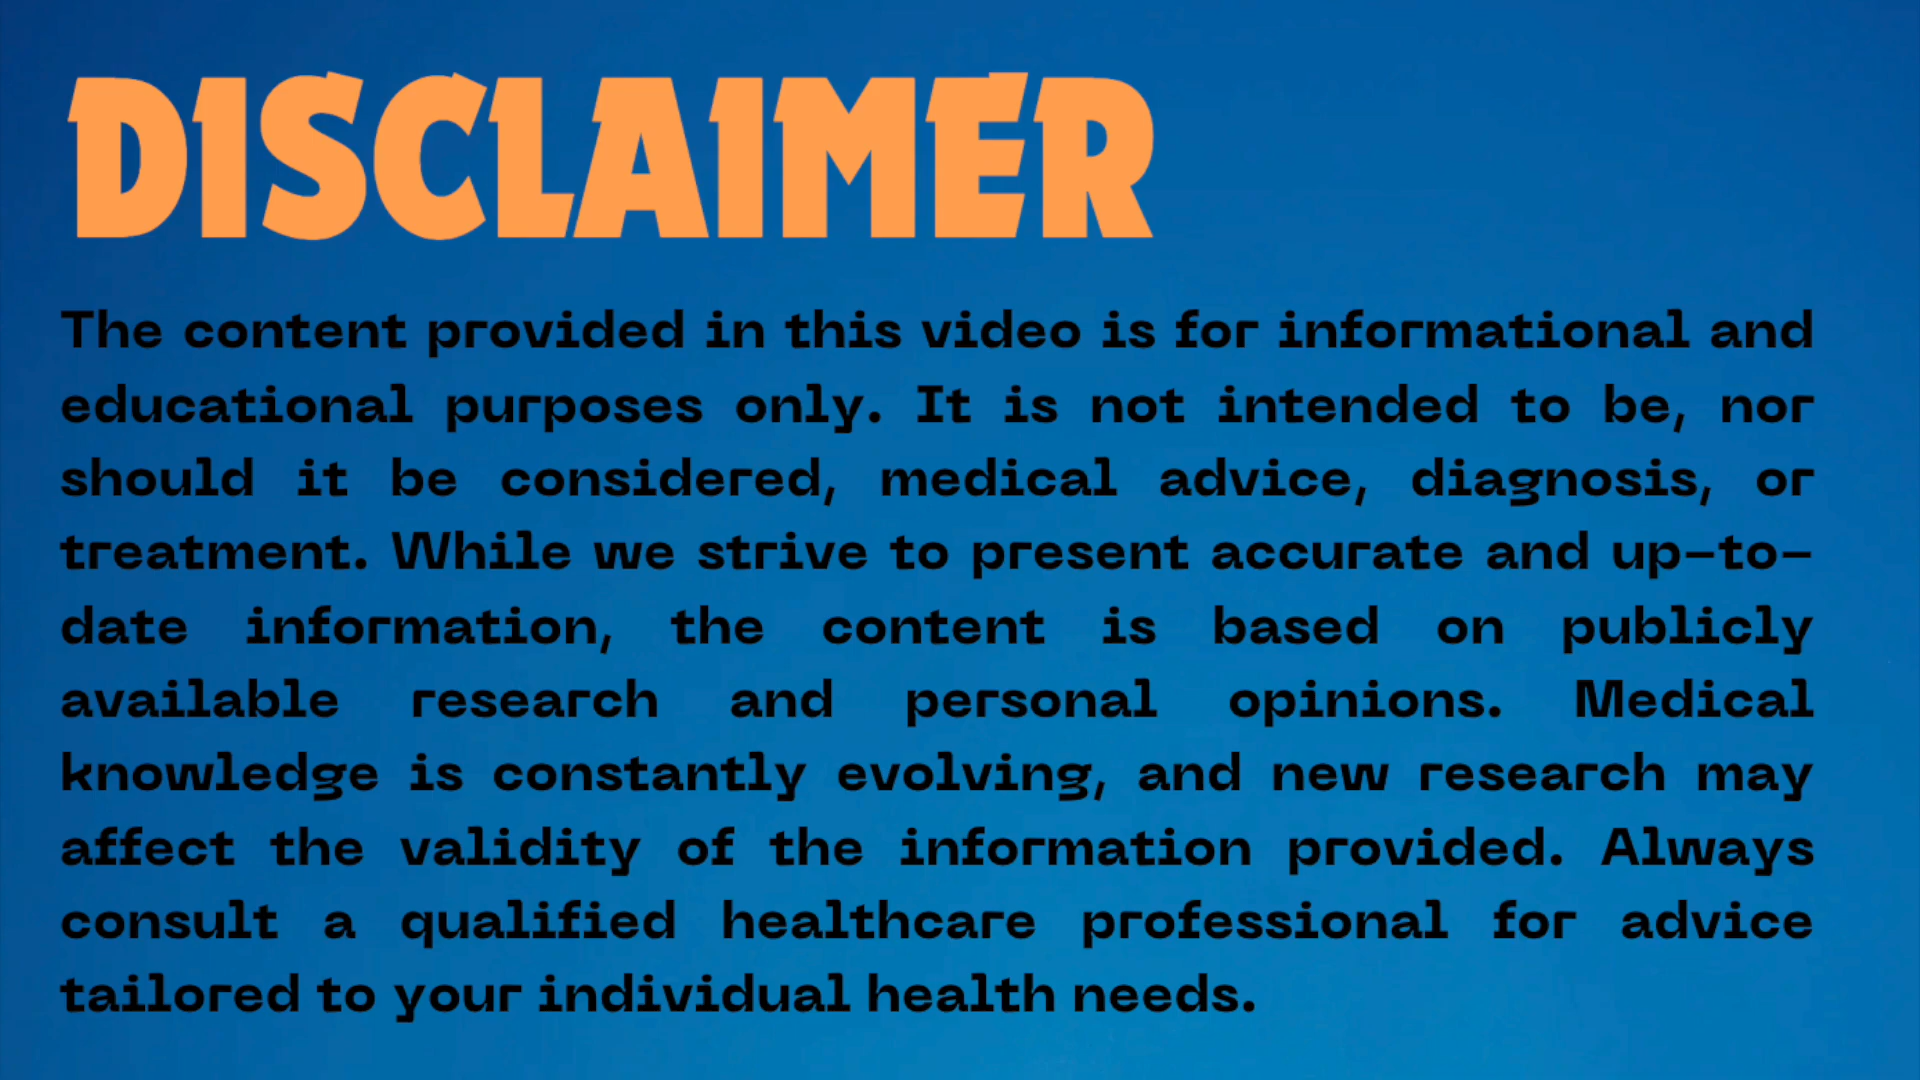 DISCLAIMER
The content provided in this video is for informational and
educational purposes only. It is not intended to be, nor
should it be considered, medical advice, diagnosis, or
treatment. While we strive to present accurate and up-to-
date information, the content is based on publicly
available research and personal opinions. Medical
knowledge is constantly evolving, and new research may
affect the validity of the information provided. Always
consult a qualified healthcare professional for advice
tailored to your individual health needs.